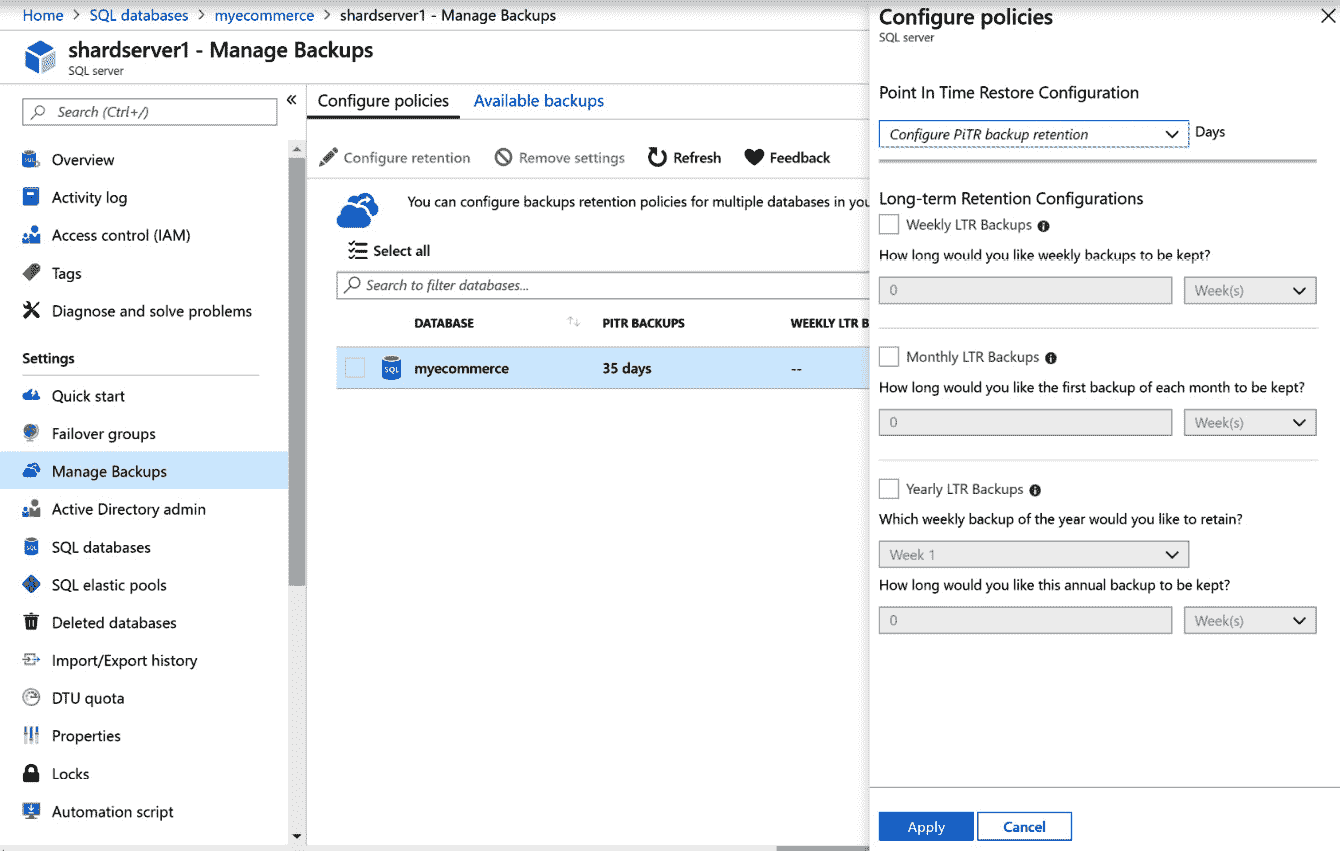 Home > SQL databases > myecommerce > shardserver1 - Manage Backups
shardserver1 - Manage Backups
SQL server
Search (Ctrl+/)
«
Overview
Activity log
Access control (IAM)
Tags
Diagnose and solve problems
Settings
Quick start
Failover groups
Manage Backups
Active Directory admin
SQL databases
SQL elastic pools
Deleted databases
Import/Export history
DTU quota
Properties
Locks
Automation script
Configure policies Available backups
Configure retention Remove settings Refresh Feedback
You can configure backups retention policies for multiple databases in you
Select all
Search to filter databases...
DATABASE PITR BACKUPS WEEKLY LTR B
SQL myecommerce 35 days --
Configure policies
SQL server
Point In Time Restore Configuration
Configure PiTR backup retention Days
Long-term Retention Configurations
Weekly LTR Backups
How long would you like weekly backups to be kept?
0 Week(s)
Monthly LTR Backups
How long would you like the first backup of each month to be kept?
0 Week(s)
Yearly LTR Backups
Which weekly backup of the year would you like to retain?
Week 1
How long would you like this annual backup to be kept?
0 Week(s)
Apply Cancel